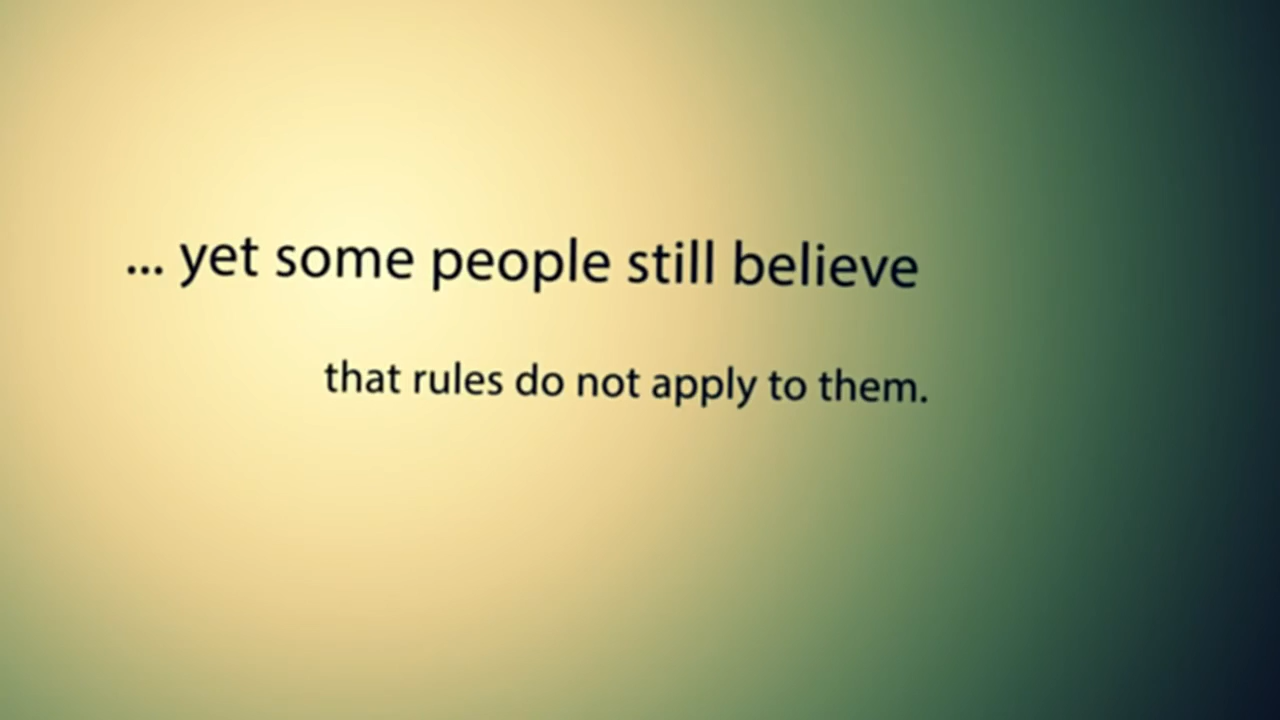 ... yet some people still believe
that rules do not apply to them.